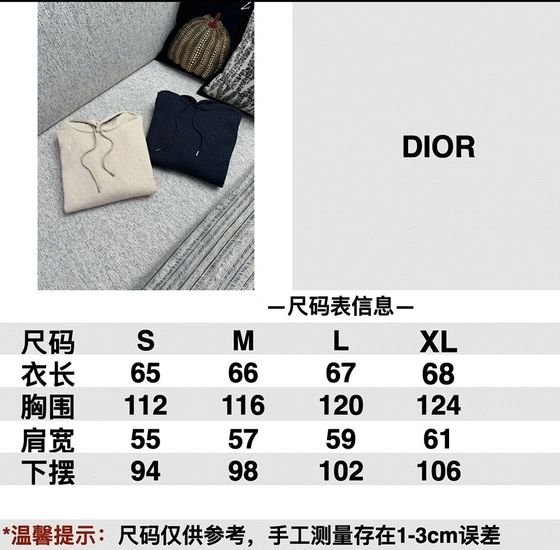 DIOR
—尺码表信息—
尺码 S M L XL
衣长 65 66 67 68
胸围 112 116 120 124
肩宽 55 57 59 61
下摆 94 98 102 106
*温馨提示：尺码仅供参考，手工测量存在1-3cm误差